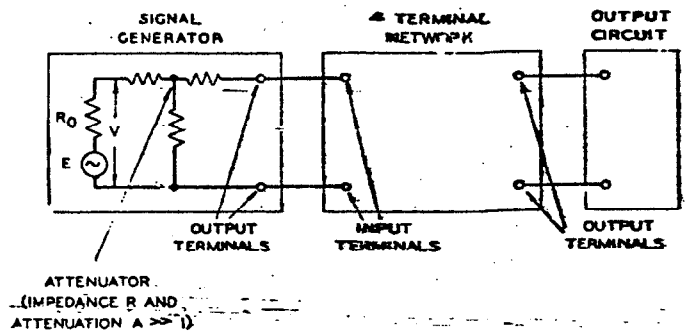 SIGNAL
GENERATOR
4 TERMINAL
NETWORK
OUTPUT
CIRCUIT
R0
V
E
OUTPUT
TERMINALS
INPUT
TERMINALS
OUTPUT
TERMINALS
ATTENUATOR
(IMPEDANCE R AND
ATTENUATION A >> 1)